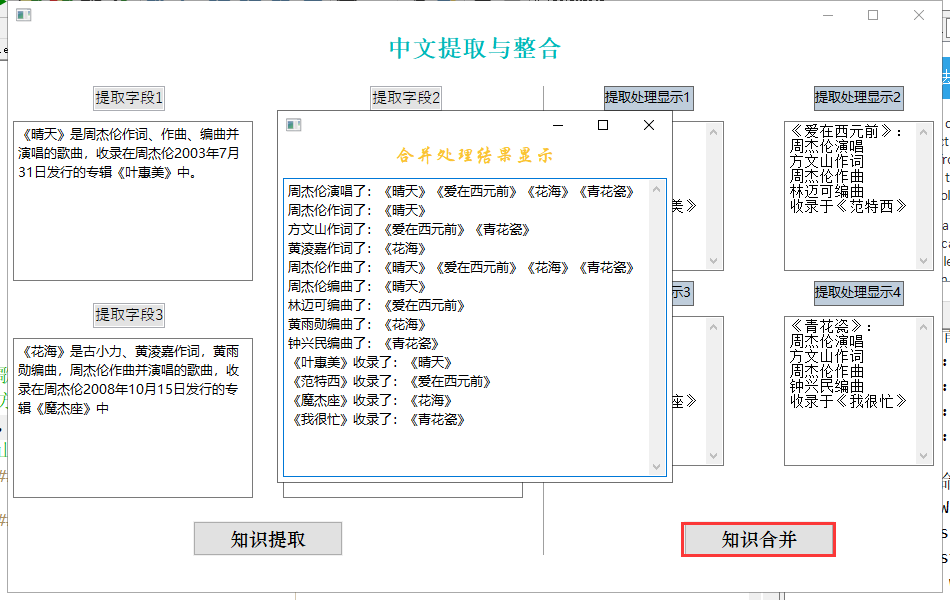 中文提取与整合
提取字段1
提取字段2
提取处理显示1
提取处理显示2
《晴天》是周杰伦作词、作曲、编曲并
演唱的歌曲，收录在周杰伦2003年7月
31日发行的专辑《叶惠美》中。
合并处理结果显示
周杰伦演唱了：《晴天》《爱在西元前》《花海》《青花瓷》
周杰伦作词了：《晴天》
方文山作词了：《爱在西元前》《青花瓷》
黄淩嘉作词了：《花海》
周杰伦作曲了：《晴天》《爱在西元前》《花海》《青花瓷》
周杰伦编曲了：《晴天》
林迈可编曲了：《爱在西元前》
黄雨勋编曲了：《花海》
钟兴民编曲了：《青花瓷》
《叶惠美》收录了：《晴天》
《范特西》收录了：《爱在西元前》
《魔杰座》收录了：《花海》
《我很忙》收录了：《青花瓷》
美》
《爱在西元前》：
周杰伦演唱
方文山作词
周杰伦作曲
林迈可编曲
收录于《范特西》
提取字段3
示3
提取处理显示4
《花海》是古小力、黄淩嘉作词，黄雨
勋编曲，周杰伦作曲并演唱的歌曲，收
录在周杰伦2008年10月15日发行的专
辑《魔杰座》中
座》
《青花瓷》：
周杰伦演唱
方文山作词
周杰伦作曲
钟兴民编曲
收录于《我很忙》
知识提取
知识合并